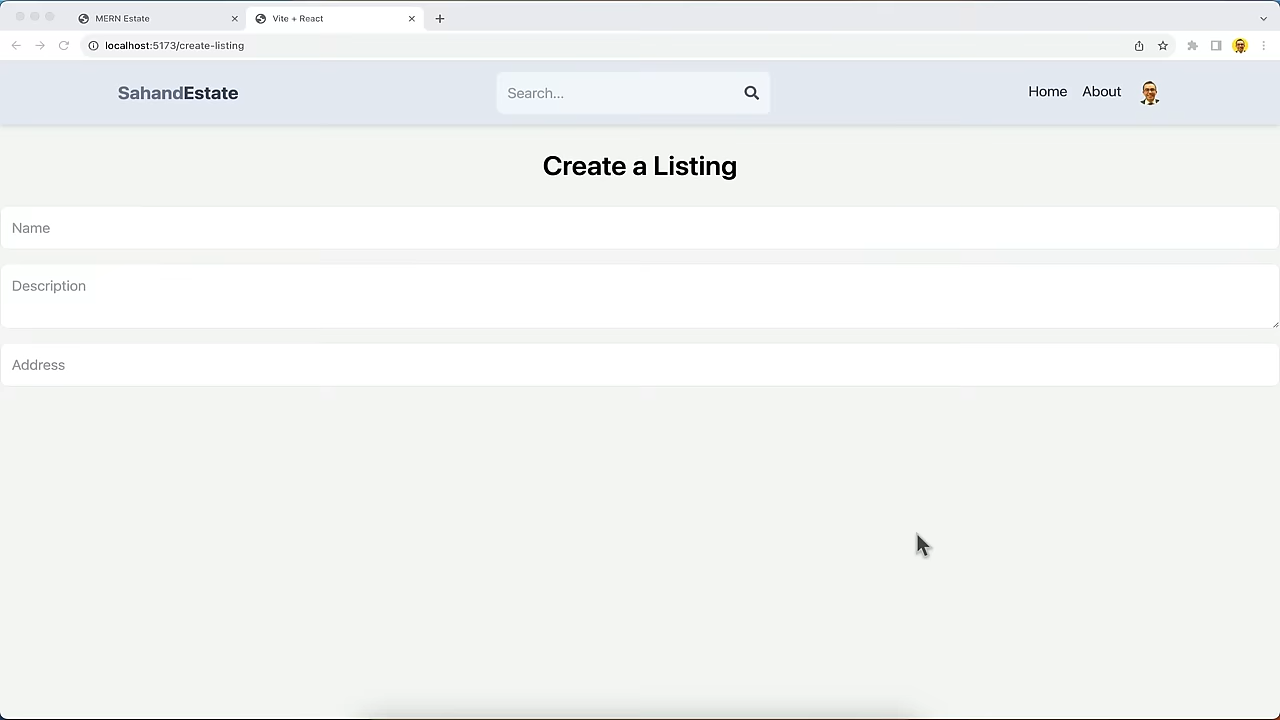 MERN Estate
Vite + React
localhost:5173/create-listing
SahandEstate
Search...
Home
About
Create a Listing
Name
Description
Address